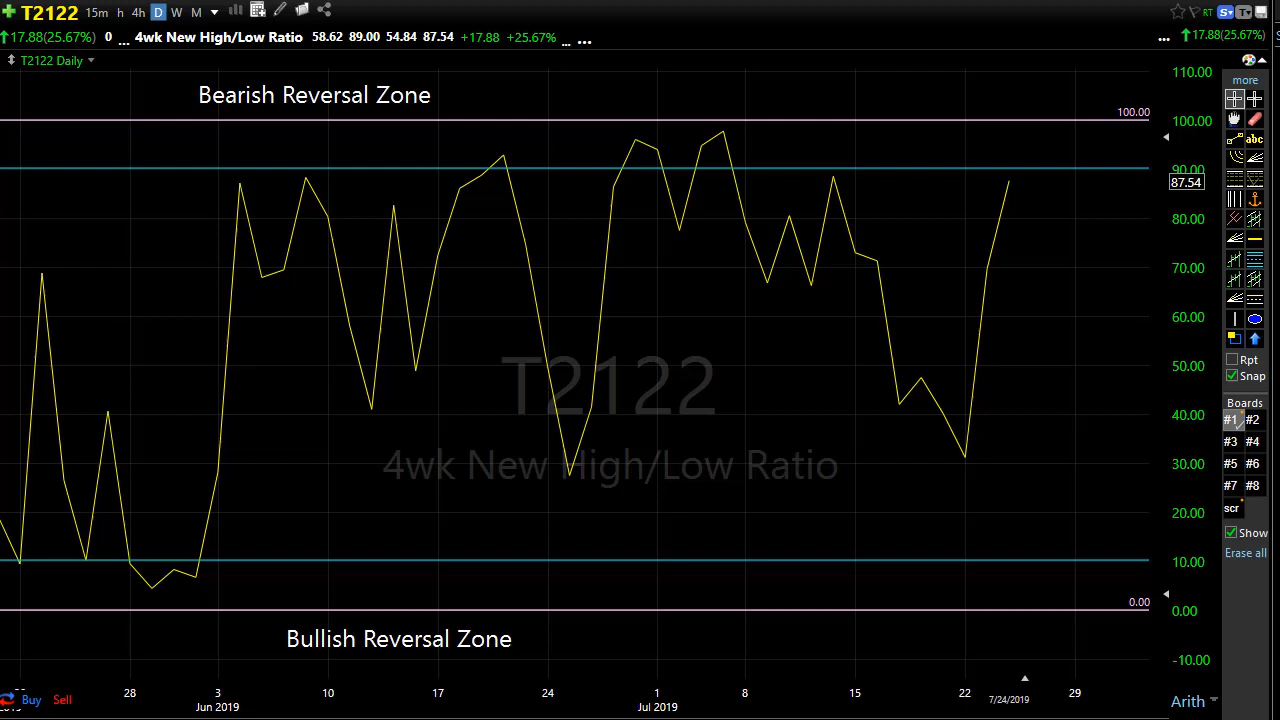 T2122 15m h 4h D W M RT S T
17.88(25.67%) 0 ... 4wk New High/Low Ratio 58.62 89.00 54.84 87.54 +17.88 +25.67% ... ... ... 17.88(25.67%)
T2122 Daily
more
abc
Bearish Reversal Zone
100.00
110.00
100.00
90.00
87.54
80.00
70.00
60.00
50.00
40.00
30.00
20.00
10.00
0.00
-10.00
T2122
4wk New High/Low Ratio
0.00
Bullish Reversal Zone
Rpt
Snap
Boards
#1 #2
#3 #4
#5 #6
#7 #8
scr
Show
Erase all
28 3 10 17 24 1 8 15 22 29
Jun 2019 Jul 2019 7/24/2019
Buy Sell
Arith